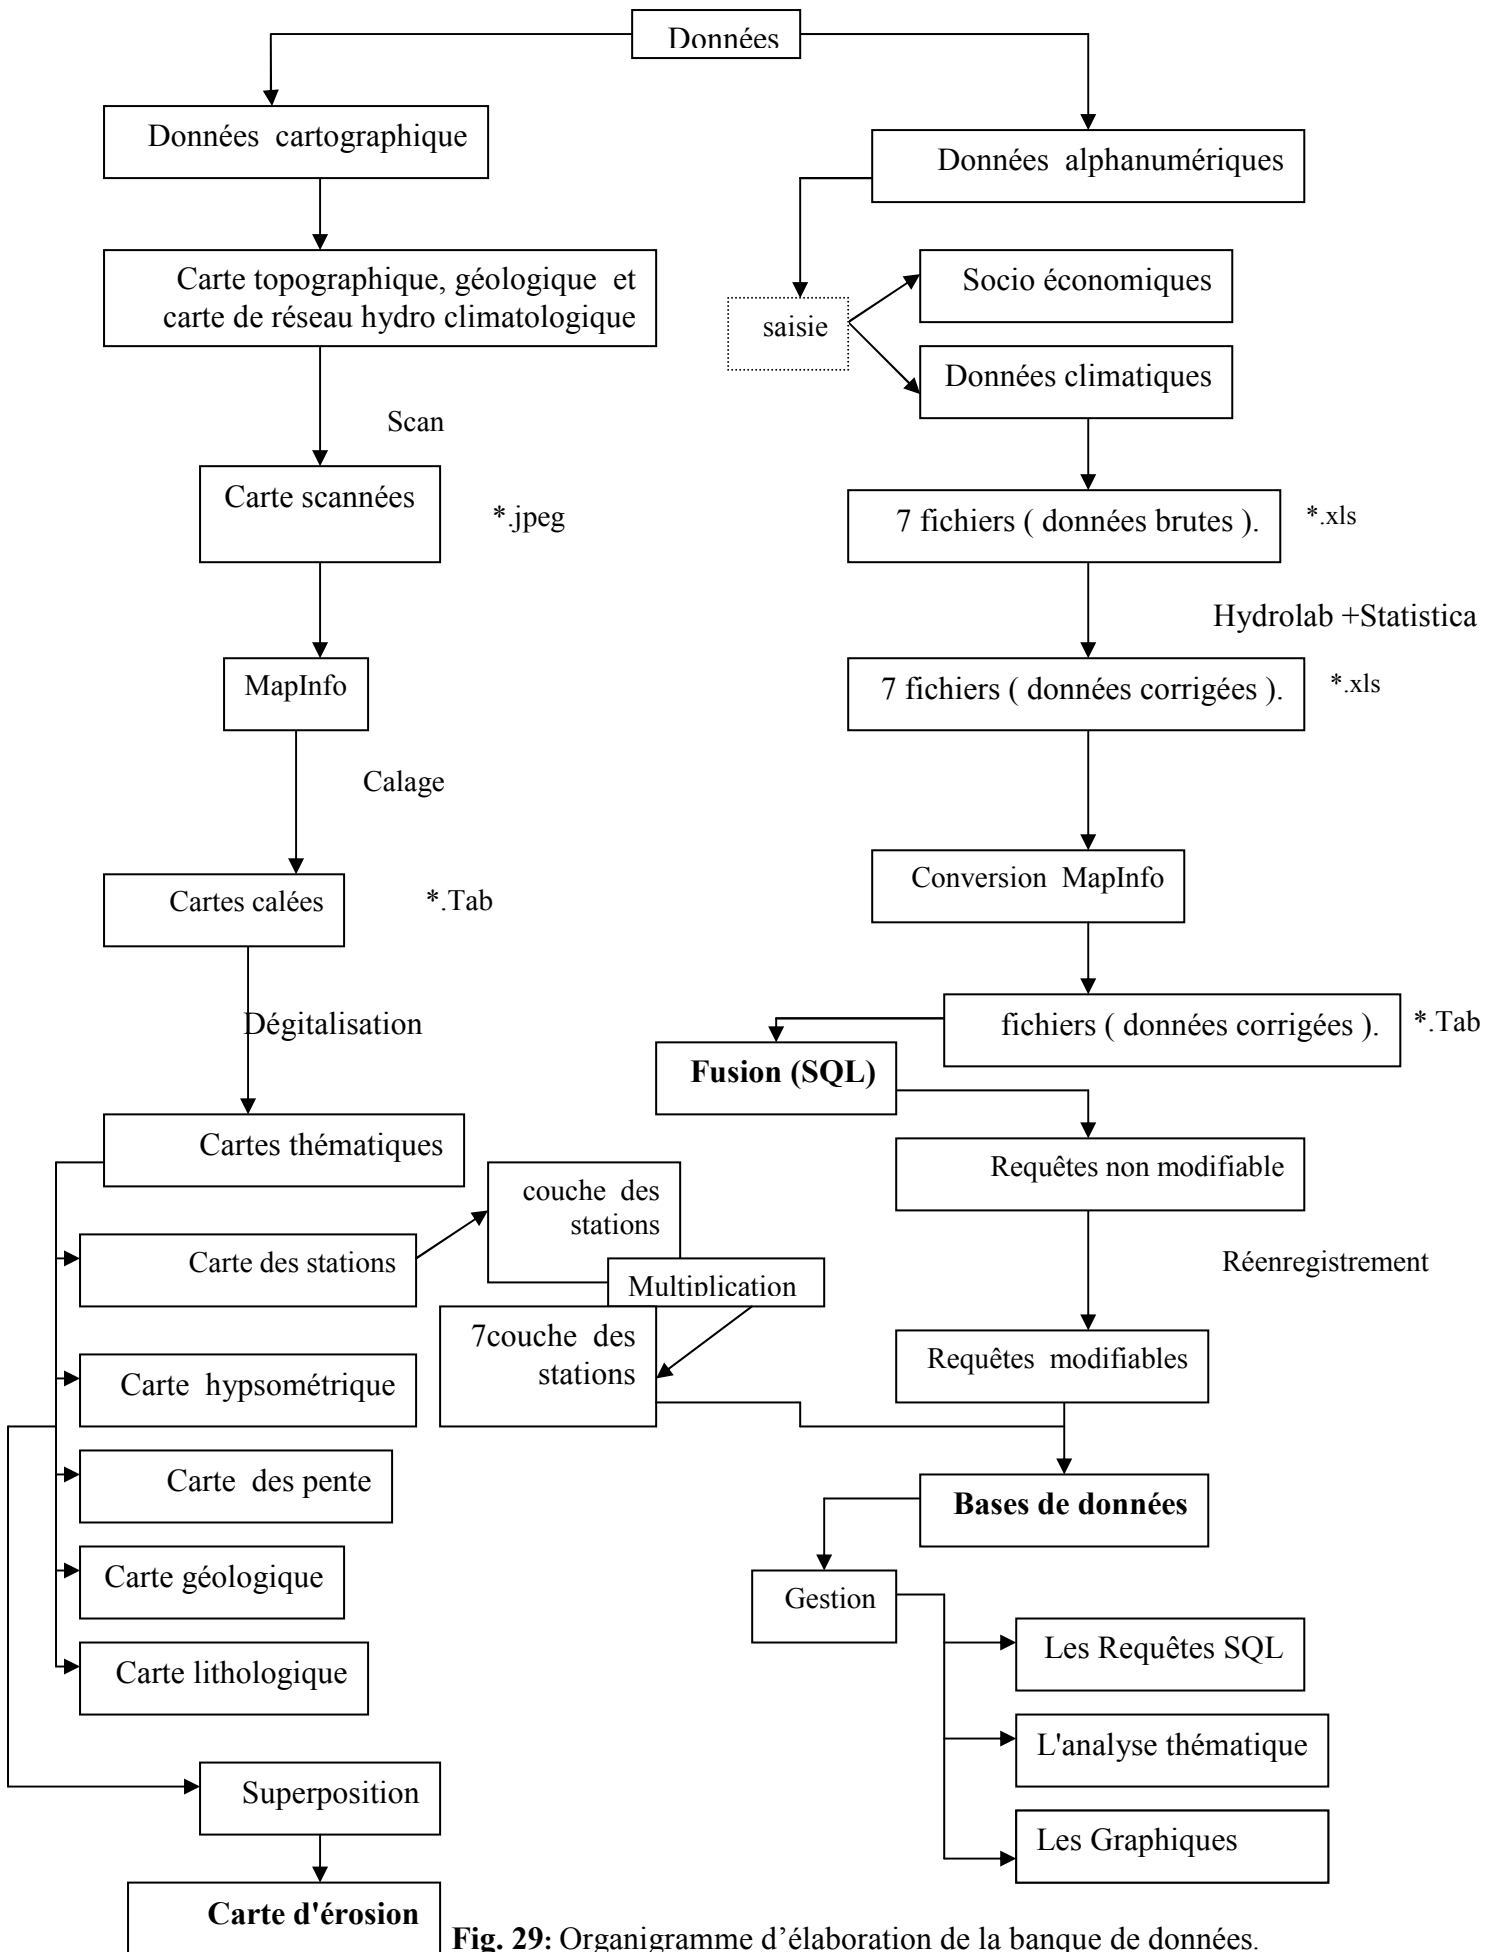 Données
Données cartographique
Carte topographique, géologique et
carte de réseau hydro climatologique
Scan
Carte scannées
*.jpeg
MapInfo
Calage
Cartes calées
*.Tab
Dégitalisation
Cartes thématiques
Carte des stations
couche des
stations
Multiplication
7couche des
stations
Carte hypsométrique
Carte des pente
Carte géologique
Carte lithologique
Superposition
Carte d'érosion
Données alphanumériques
saisie
Socio économiques
Données climatiques
7 fichiers ( données brutes ).
*.xls
Hydrolab +Statistica
7 fichiers ( données corrigées ).
*.xls
Conversion MapInfo
fichiers ( données corrigées ).
*.Tab
Fusion (SQL)
Requêtes non modifiable
Réenregistrement
Requêtes modifiables
Bases de données
Gestion
Les Requêtes SQL
L'analyse thématique
Les Graphiques
Fig. 29: Organigramme d’élaboration de la banque de données.